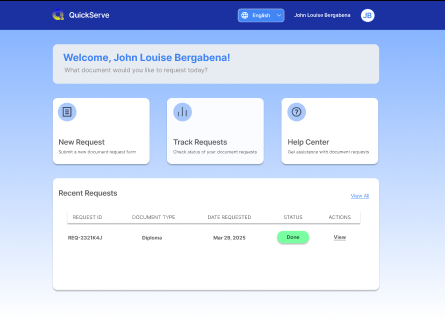 QuickServe
English
John Louise Bergabena
JB
Welcome, John Louise Bergabena!
What document would you like to request today?
New Request
Submit a new document request form
Track Requests
Check status of your document requests
Help Center
Get assistance with document requests
Recent Requests
View All
REQUEST ID DOCUMENT TYPE DATE REQUESTED STATUS ACTIONS
REQ-2321K4J Diploma Mar 26, 2025 Done View